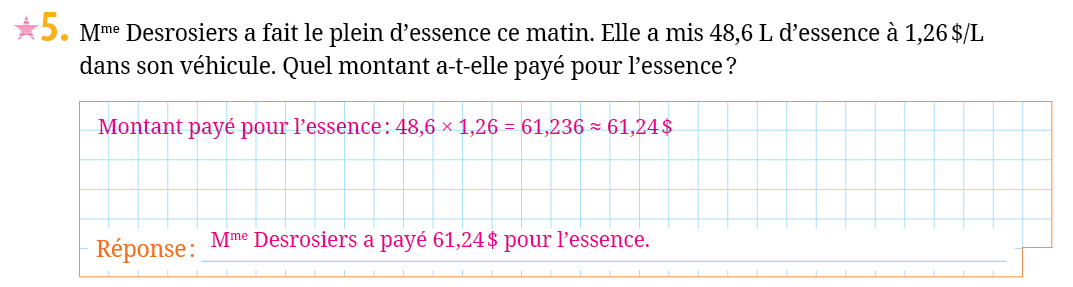 5. Mme Desrosiers a fait le plein d’essence ce matin. Elle a mis 48,6 L d’essence à 1,26 $/L
dans son véhicule. Quel montant a-t-elle payé pour l’essence ?
Montant payé pour l’essence : 48,6 × 1,26 = 61,236 ≈ 61,24 $
Réponse : Mme Desrosiers a payé 61,24 $ pour l’essence.